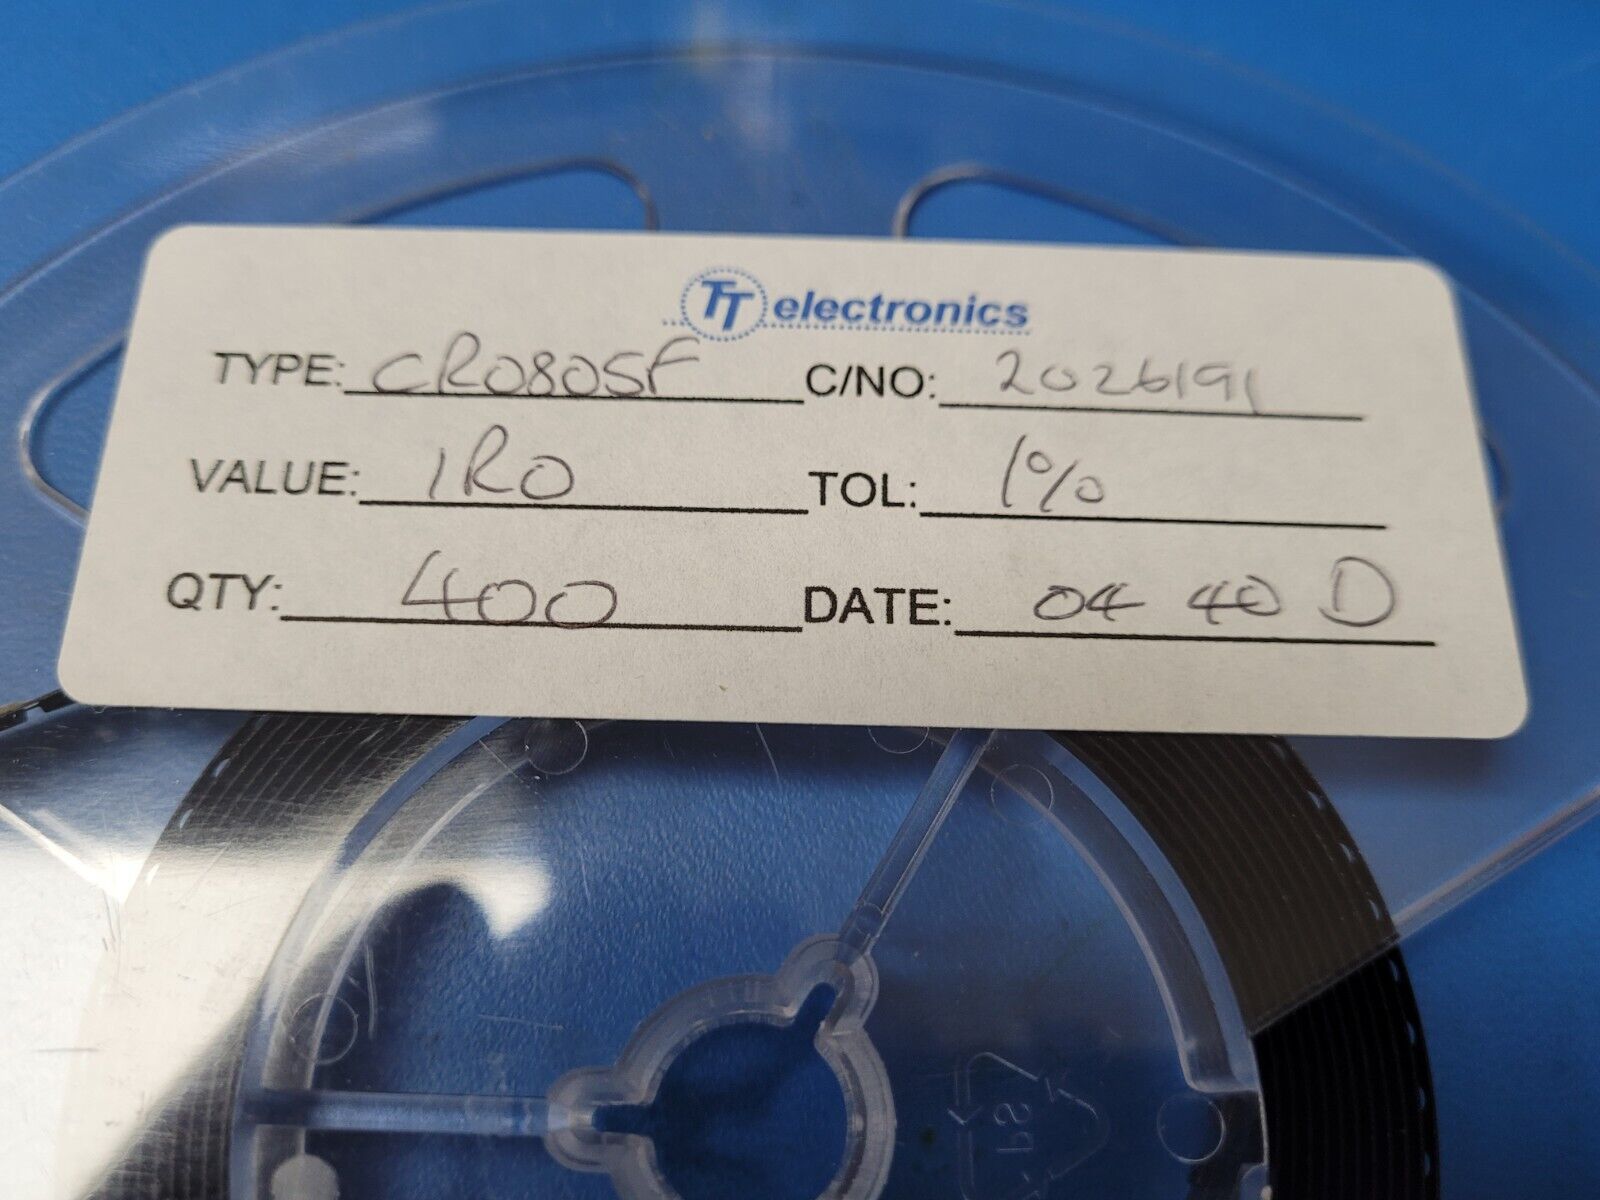 TT electronics
TYPE: CR0805F C/NO: 2026191
VALUE: 1R0 TOL: 1%
QTY: 400 DATE: 04 40 D